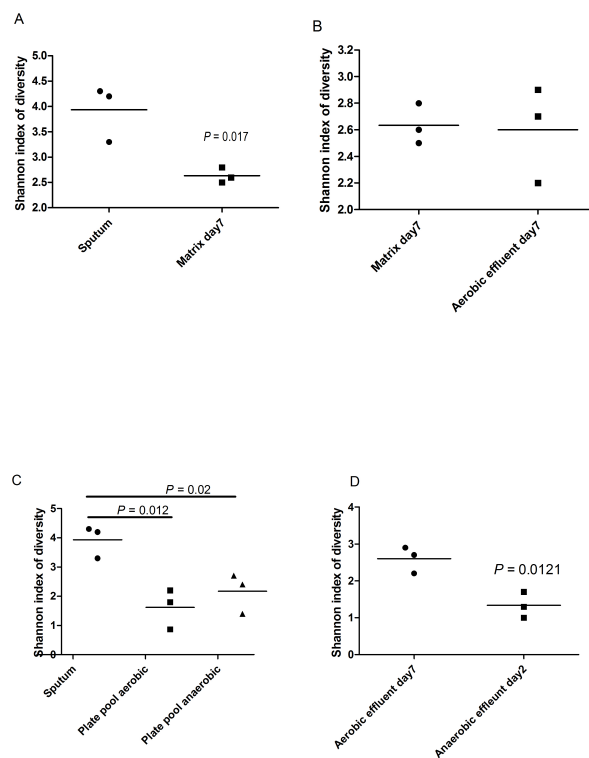 A
Shannon index of diversity
5.0
4.5
4.0
3.5
3.0
2.5
2.0
P = 0.017
Sputum
Matrix day7
B
Shannon index of diversity
3.2
3.0
2.8
2.6
2.4
2.2
2.0
Matrix day7
Aerobic effluent day7
C
Shannon index of diversity
5
4
3
2
1
0
P = 0.02
P = 0.012
Sputum
Plate pool aerobic
Plate pool anaerobic
D
Shannon index of diversity
4
3
2
1
0
P = 0.0121
Aerobic effluent day7
Anaerobic effleunt day2